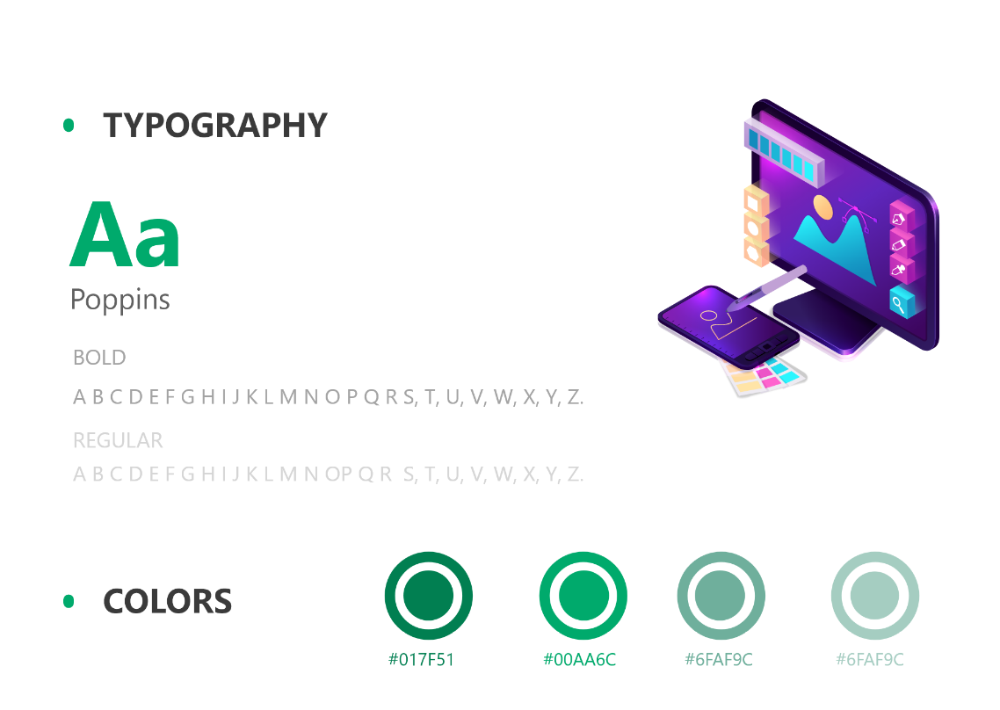 TYPOGRAPHY
Aa
Poppins
BOLD
A B C D E F G H I J K L M N O P Q R S, T, U, V, W, X, Y, Z.
REGULAR
A B C D E F G H I J K L M N OP Q R S, T, U, V, W, X, Y, Z.
COLORS
#017F51 #00AA6C #6FAF9C #6FAF9C